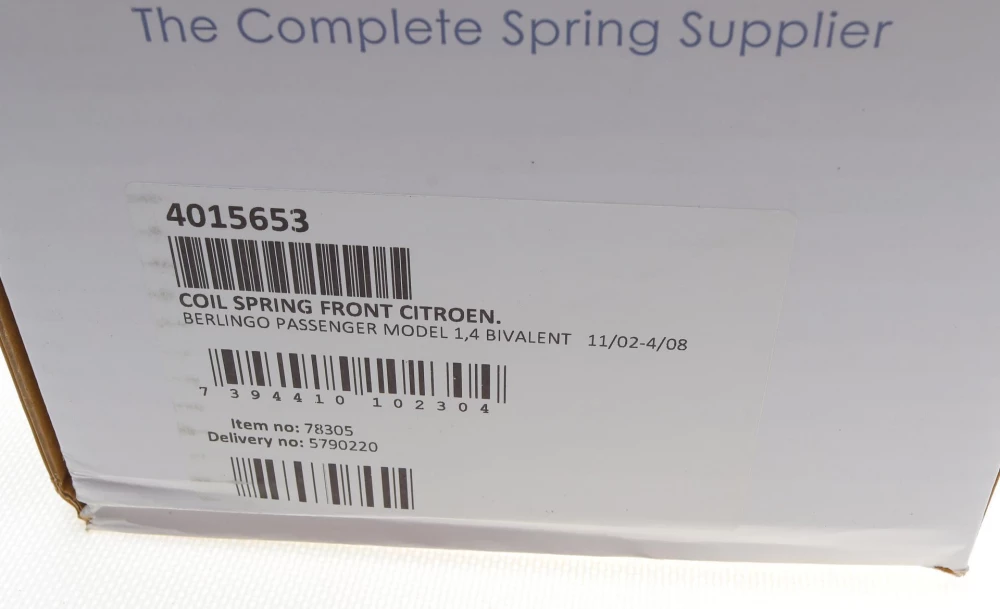 The Complete Spring Supplier
4015653
COIL SPRING FRONT CITROEN.
BERLINGO PASSENGER MODEL 1,4 BIVALENT 11/02-4/08
7 394410 102304
Item no: 78305
Delivery no: 5790220